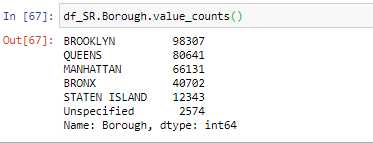 In [67]: df_SR.Borough.value_counts()
Out[67]: BROOKLYN 98307
QUEENS 80641
MANHATTAN 66131
BRONX 40702
STATEN ISLAND 12343
Unspecified 2574
Name: Borough, dtype: int64